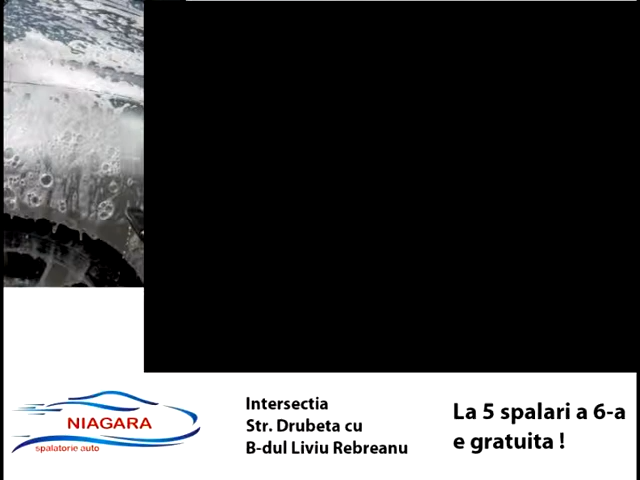 NIAGARA
spalatorie auto
Intersectia
Str. Drubeta cu
B-dul Liviu Rebreanu
La 5 spalari a 6-a
e gratuita !